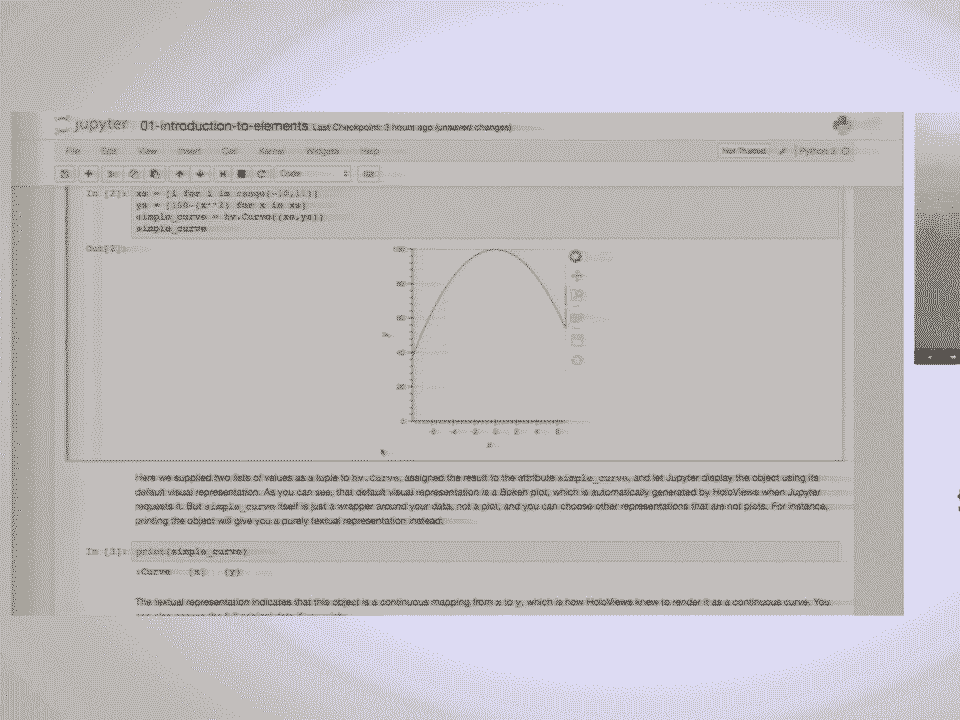 jupyter 01-introduction-to-elements Last Checkpoint: 3 hours ago (unsaved changes)
File Edit View Insert Cell Kernel Widgets Help Not Trusted Python 3
Code
In [2]: xs = [i for i in range(-10,11)]
ys = [100-(x**2) for x in xs]
simple_curve = hv.Curve((xs,ys))
simple_curve
Out[2]:
100
80
60
y
40
20
0
-6 -4 -2 0 2 4 6
x
Here we supplied two lists of values as a tuple to hv.Curve, assigned the result to the attribute simple_curve, and let Jupyter display the object using its
default visual representation. As you can see, that default visual representation is a Bokeh plot, which is automatically generated by HoloViews when Jupyter
requests it. But simple_curve itself is just a wrapper around your data, not a plot, and you can choose other representations that are not plots. For instance,
printing the object will give you a purely textual representation instead:
In [3]: print(simple_curve)
:Curve [x] (y)
The textual representation indicates that this object is a continuous mapping from x to y, which is how HoloViews knew to render it as a continuous curve. You